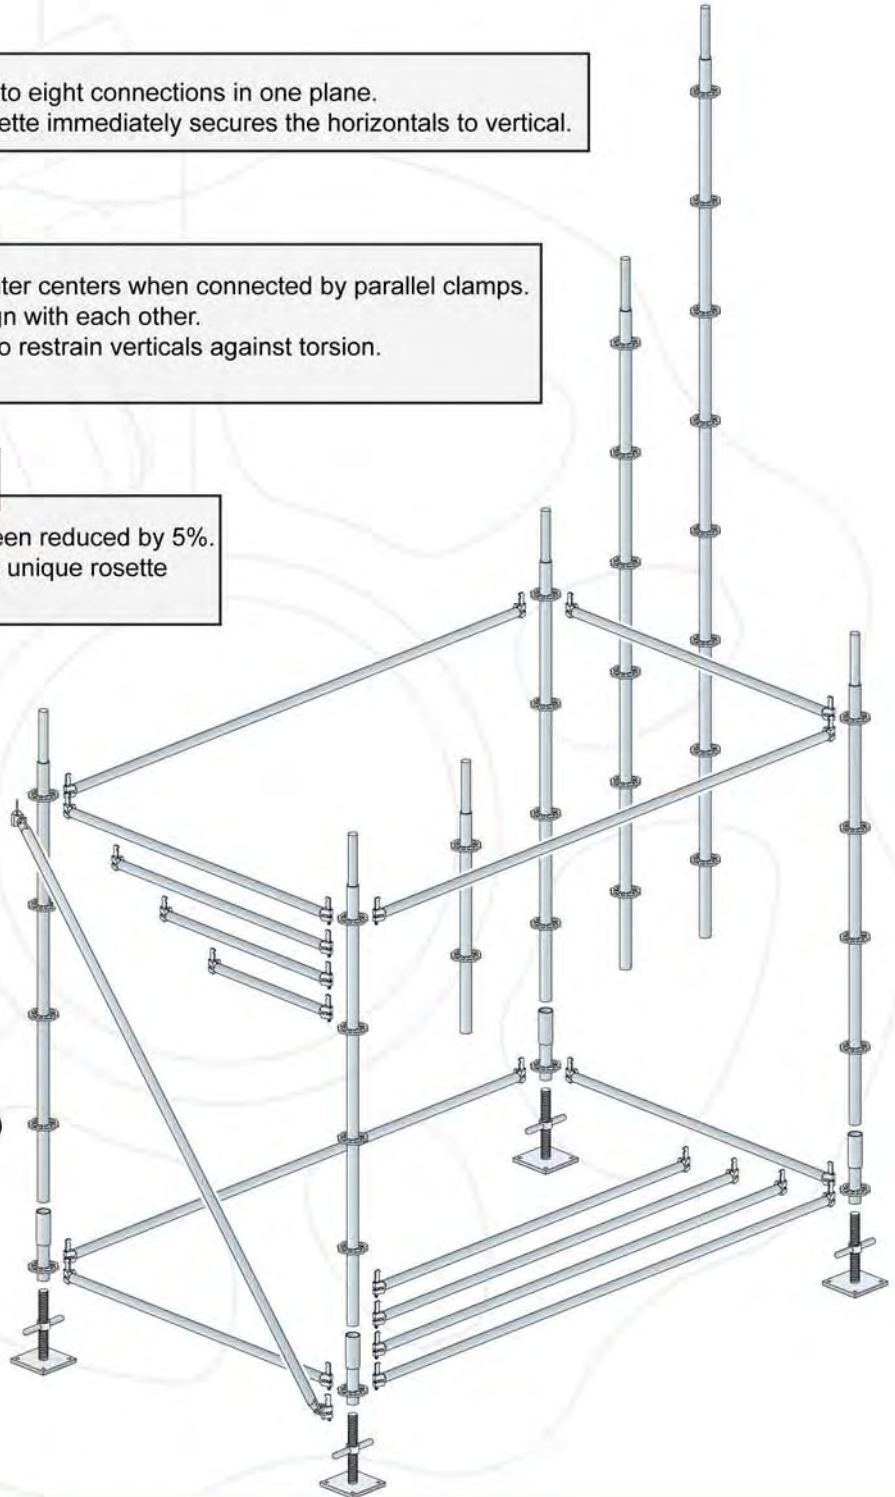 to eight connections in one plane.
ette immediately secures the horizontals to vertical.
ter centers when connected by parallel clamps.
gn with each other.
o restrain verticals against torsion.
een reduced by 5%.
unique rosette